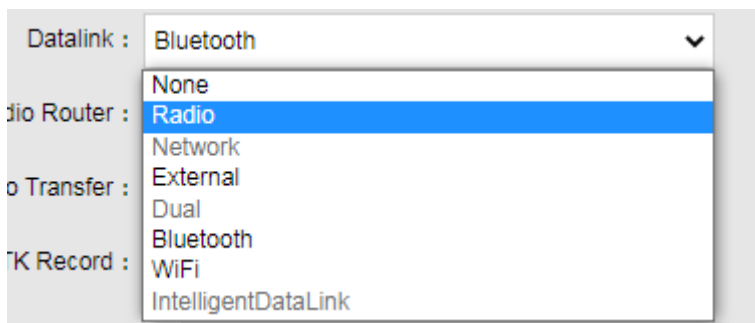 Datalink : Bluetooth
None
dio Router : Radio
Network
External
o Transfer :
Dual
Bluetooth
TK Record : WiFi
IntelligentDataLink